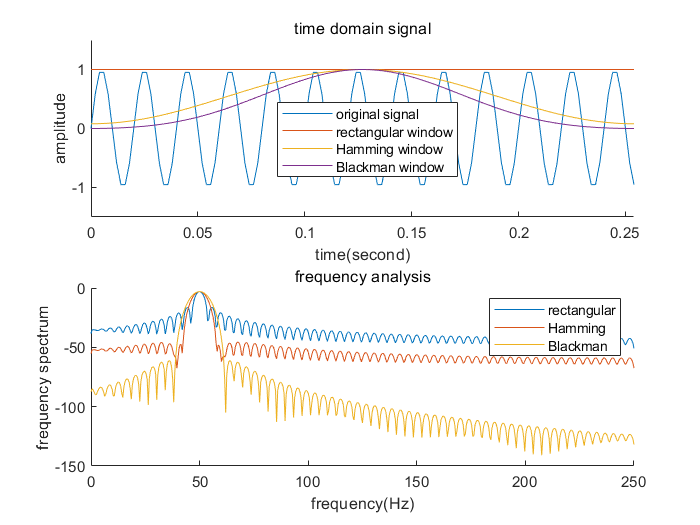 time domain signal
amplitude
1
0
-1
original signal
rectangular window
Hamming window
Blackman window
0 0.05 0.1 0.15 0.2 0.25
time(second)
frequency analysis
frequency spectrum
0
-50
-100
-150
rectangular
Hamming
Blackman
0 50 100 150 200 250
frequency(Hz)